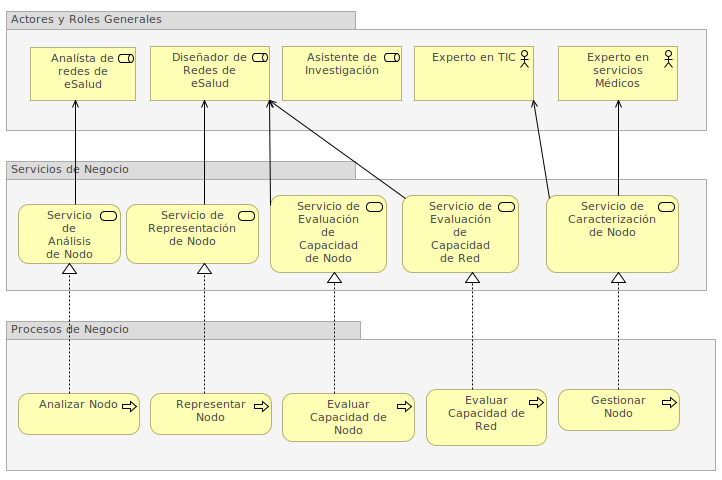 Actores y Roles Generales
Analísta de
redes de
eSalud
Diseñador de
Redes de
eSalud
Asistente de
Investigación
Experto en TIC
Experto en
servicios
Médicos
Servicios de Negocio
Servicio
de
Análisis
de Nodo
Servicio de
Representación
de Nodo
Servicio de
Evaluación
de
Capacidad
de Nodo
Servicio de
Evaluación
de
Capacidad
de Red
Servicio de
Caracterización
de Nodo
Procesos de Negocio
Analizar Nodo
Representar
Nodo
Evaluar
Capacidad de
Nodo
Evaluar
Capacidad de
Red
Gestionar
Nodo